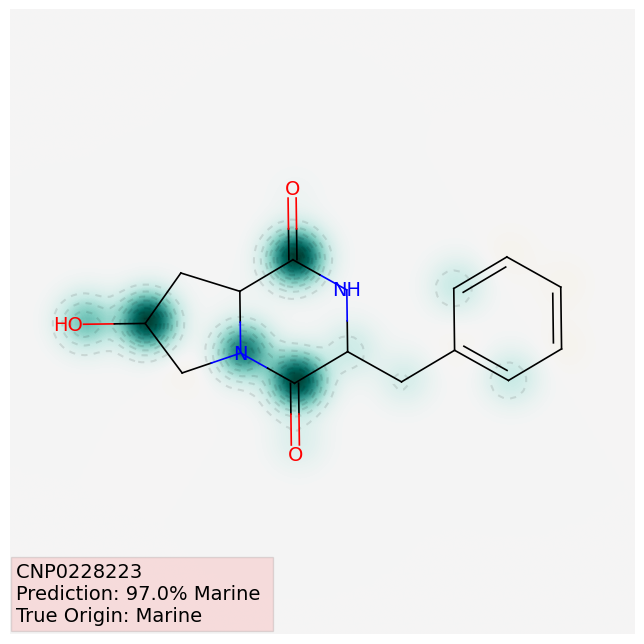 O
NH
HO
N
O
CNP0228223
Prediction: 97.0% Marine
True Origin: Marine